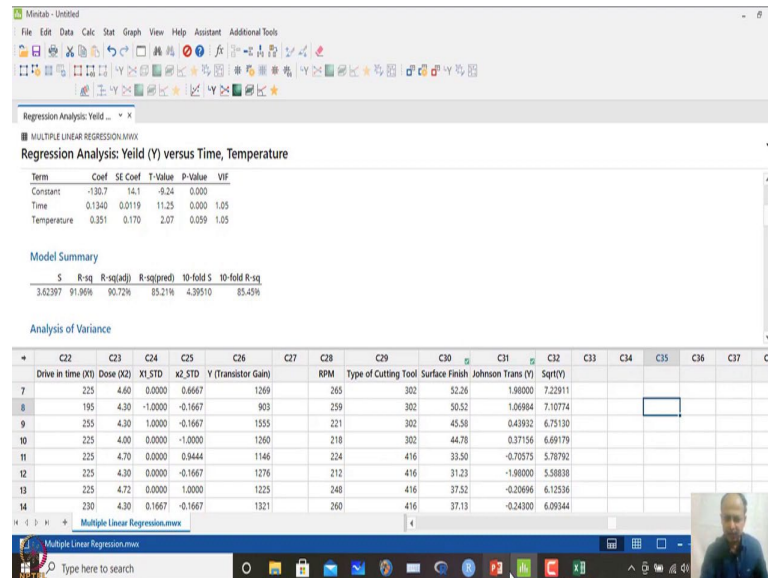 Minitab - Untitled
File Edit Data Calc Stat Graph View Help Assistant Additional Tools
Regression Analysis: Yeild ...
MULTIPLE LINEAR REGRESSION.MWX
Regression Analysis: Yeild (Y) versus Time, Temperature
Term Coef SE Coef T-Value P-Value VIF
Constant -130.7 14.1 -9.24 0.000
Time 0.1340 0.0119 11.25 0.000 1.05
Temperature 0.351 0.170 2.07 0.059 1.05
Model Summary
S R-sq R-sq(adj) R-sq(pred) 10-fold S 10-fold R-sq
3.62397 91.96% 90.72% 85.21% 4.39510 85.45%
Analysis of Variance
C22 C23 C24 C25 C26 C27 C28 C29 C30 C31 C32 C33 C34 C35 C36 C37 C
Drive in time (X1) Dose (X2) X1_STD x2_STD Y (Transistor Gain) RPM Type of Cutting Tool Surface Finish Johnson Trans (Y) Sqrt(Y)
7 225 4.60 0.0000 0.6667 1269 265 302 52.26 1.98000 7.22911
8 195 4.30 -1.0000 -0.1667 903 259 302 50.52 1.06984 7.10774
9 255 4.30 1.0000 -0.1667 1555 221 302 45.58 0.43932 6.75130
10 225 4.00 0.0000 -1.0000 1260 218 302 44.78 0.37156 6.69179
11 225 4.70 0.0000 0.9444 1146 224 416 33.50 -0.70575 5.78792
12 225 4.30 0.0000 -0.1667 1276 212 416 31.23 -1.98000 5.58838
13 225 4.72 0.0000 1.0000 1225 248 416 37.52 -0.20696 6.12536
14 230 4.30 0.1667 -0.1667 1321 260 416 37.13 -0.24300 6.09344
Multiple Linear Regression.mwx
Multiple Linear Regression.mwx
Type here to search
NPTEL